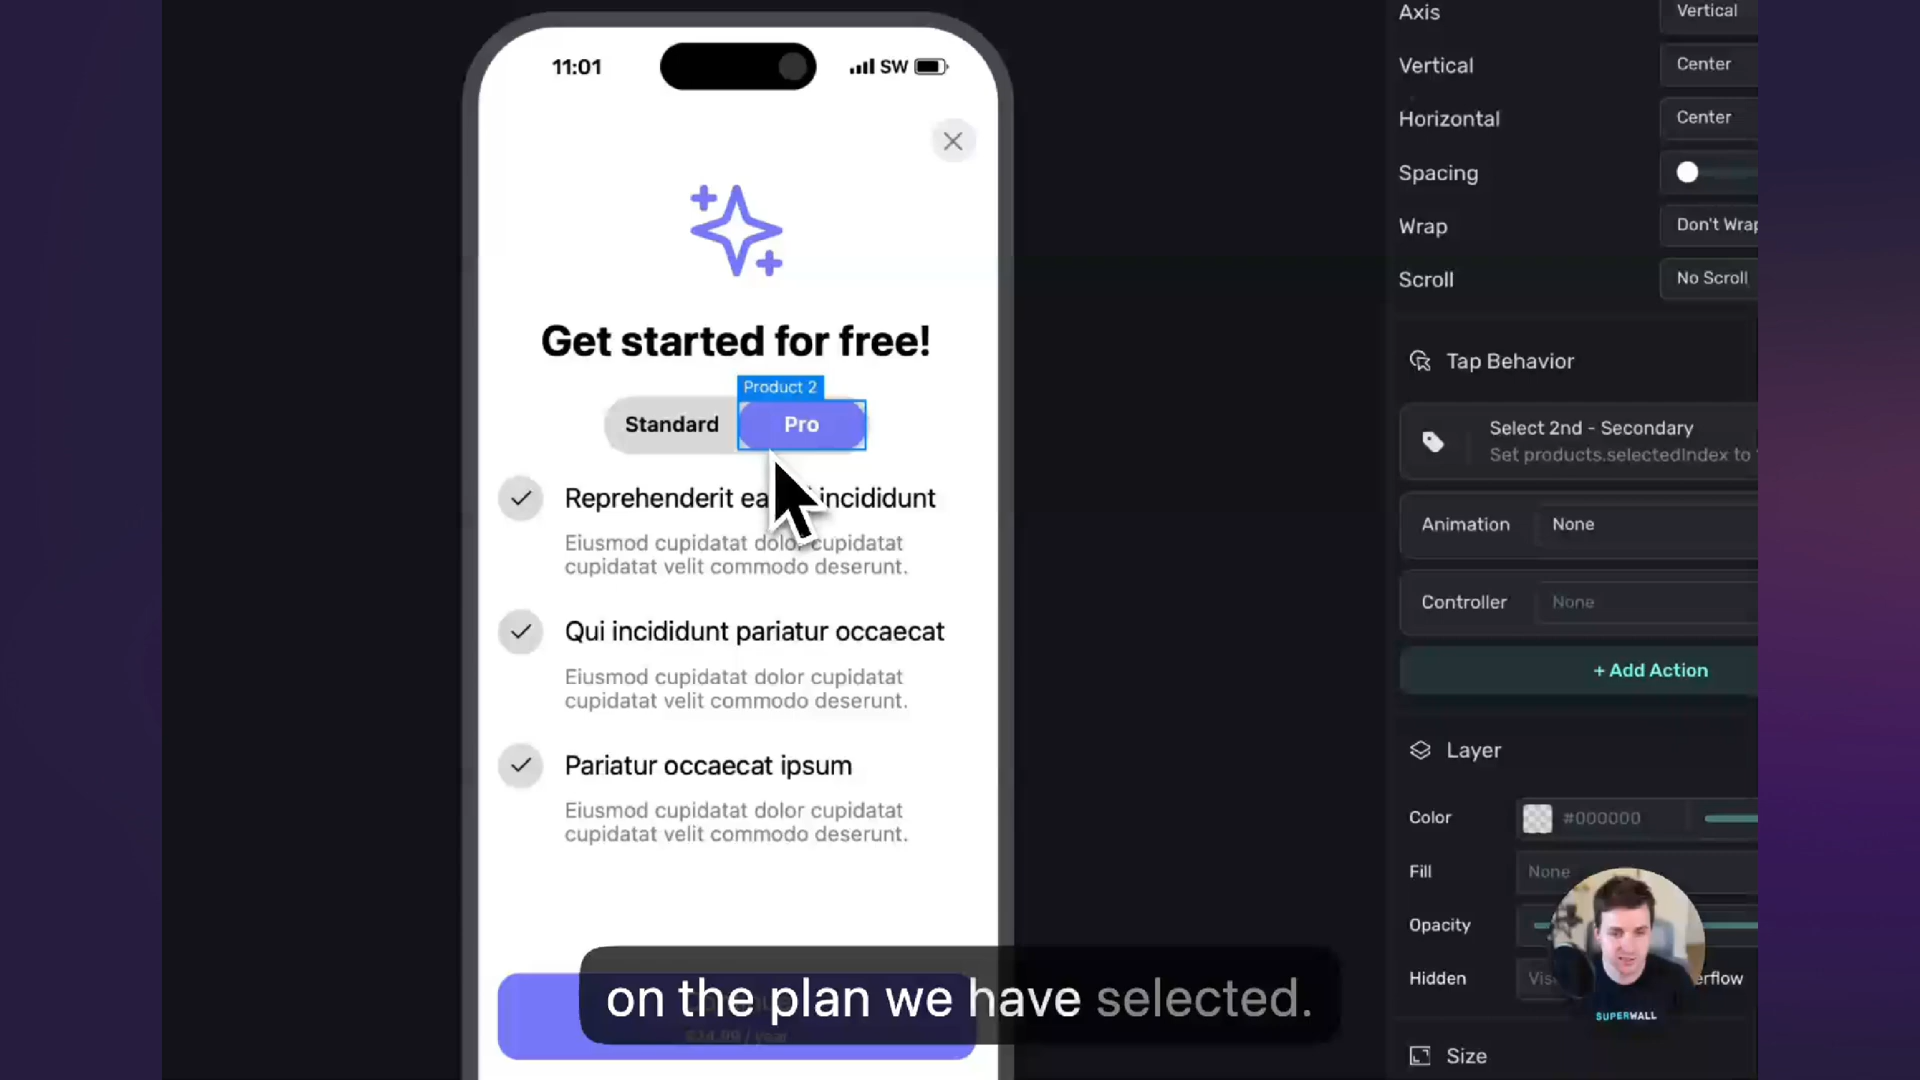 11:01
SW
Get started for free!
Product 2
Standard
Pro
Reprehenderit ea incididunt
Eiusmod cupidatat dolor cupidatat
cupidatat velit commodo deserunt.
Qui incididunt pariatur occaecat
Eiusmod cupidatat dolor cupidatat
cupidatat velit commodo deserunt.
Pariatur occaecat ipsum
Eiusmod cupidatat dolor cupidatat
cupidatat velit commodo deserunt.
on the plan we have selected.
/ year
Axis
Vertical
Vertical
Center
Horizontal
Center
Spacing
Wrap
Don't Wrap
Scroll
No Scroll
Tap Behavior
Select 2nd - Secondary
Set products.selectedIndex to
Animation
None
Controller
None
+ Add Action
Layer
Color
#000000
Fill
None
Opacity
Hidden
Vis
erflow
SUPERWALL
Size